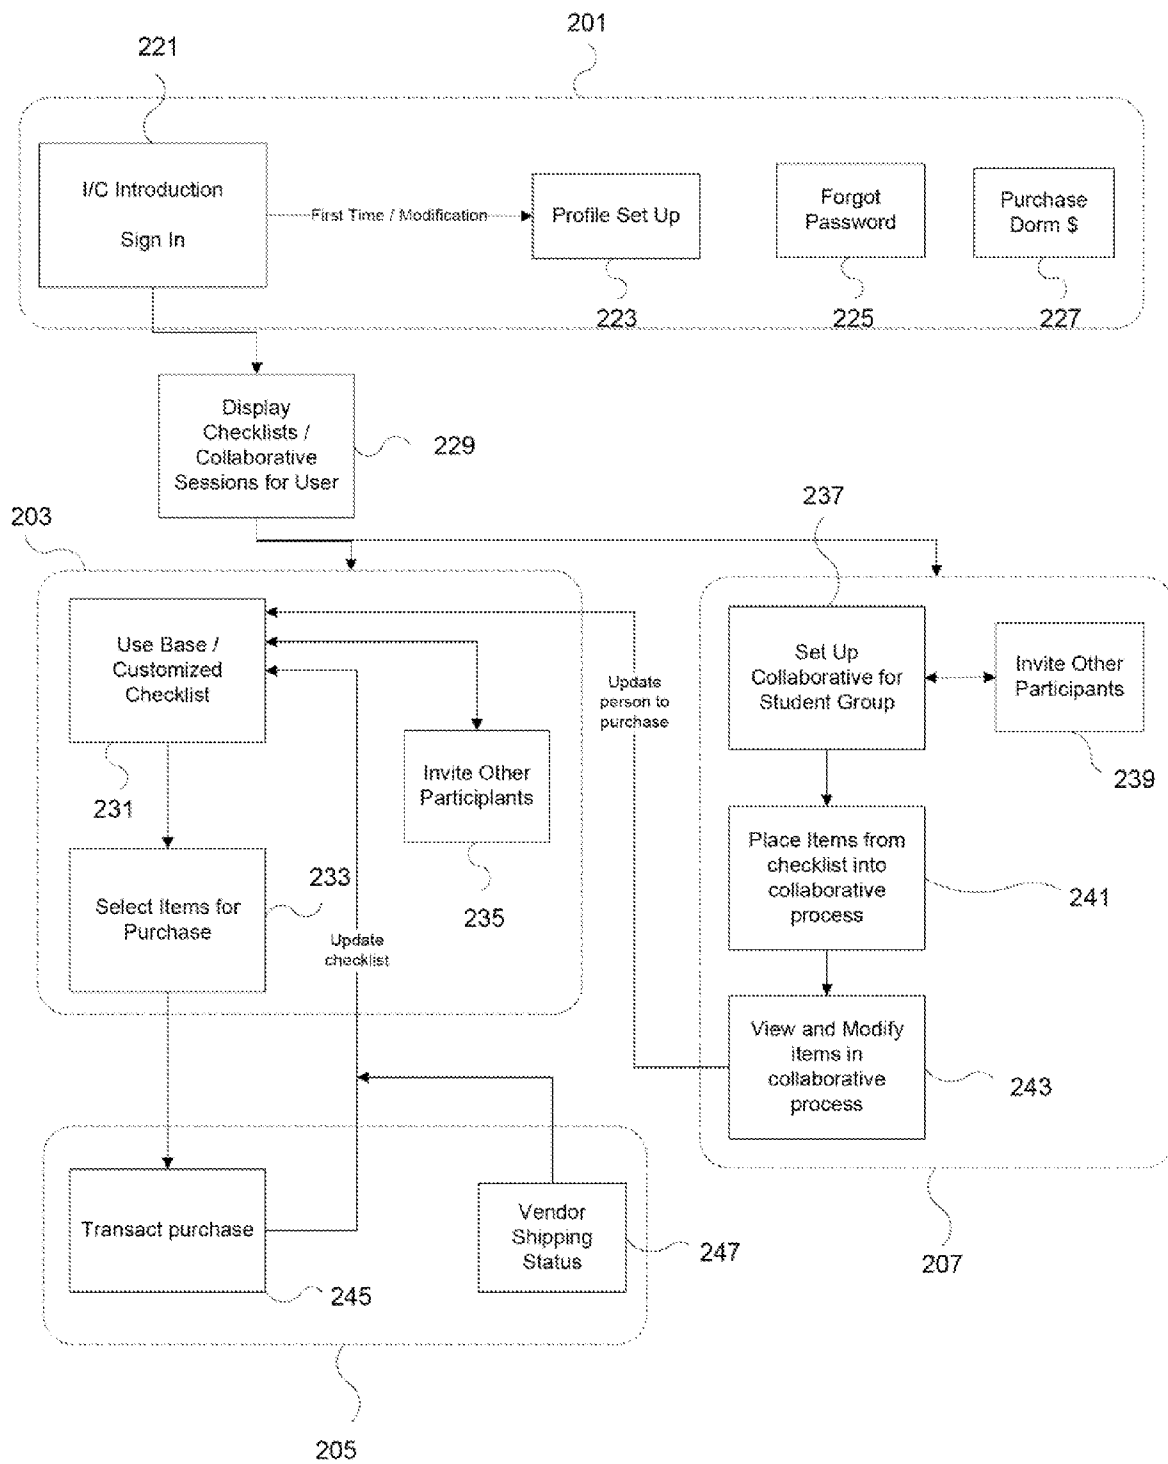 201
221
I/C Introduction
Sign In
First Time / Modification
Profile Set Up
Forgot
Password
Purchase
Dorm $
223
225
227
Display
Checklists /
Collaborative
Sessions for User
229
203
237
Use Base /
Customized
Checklist
231
Invite Other
Participlants
235
Select Items for
Purchase
233
Update
checklist
Update
person to
purchase
Set Up
Collaborative for
Student Group
Invite Other
Participants
239
Place Items from
checklist into
collaborative
process
241
View and Modify
items in
collaborative
process
243
207
Transact purchase
245
Vendor
Shipping
Status
247
205